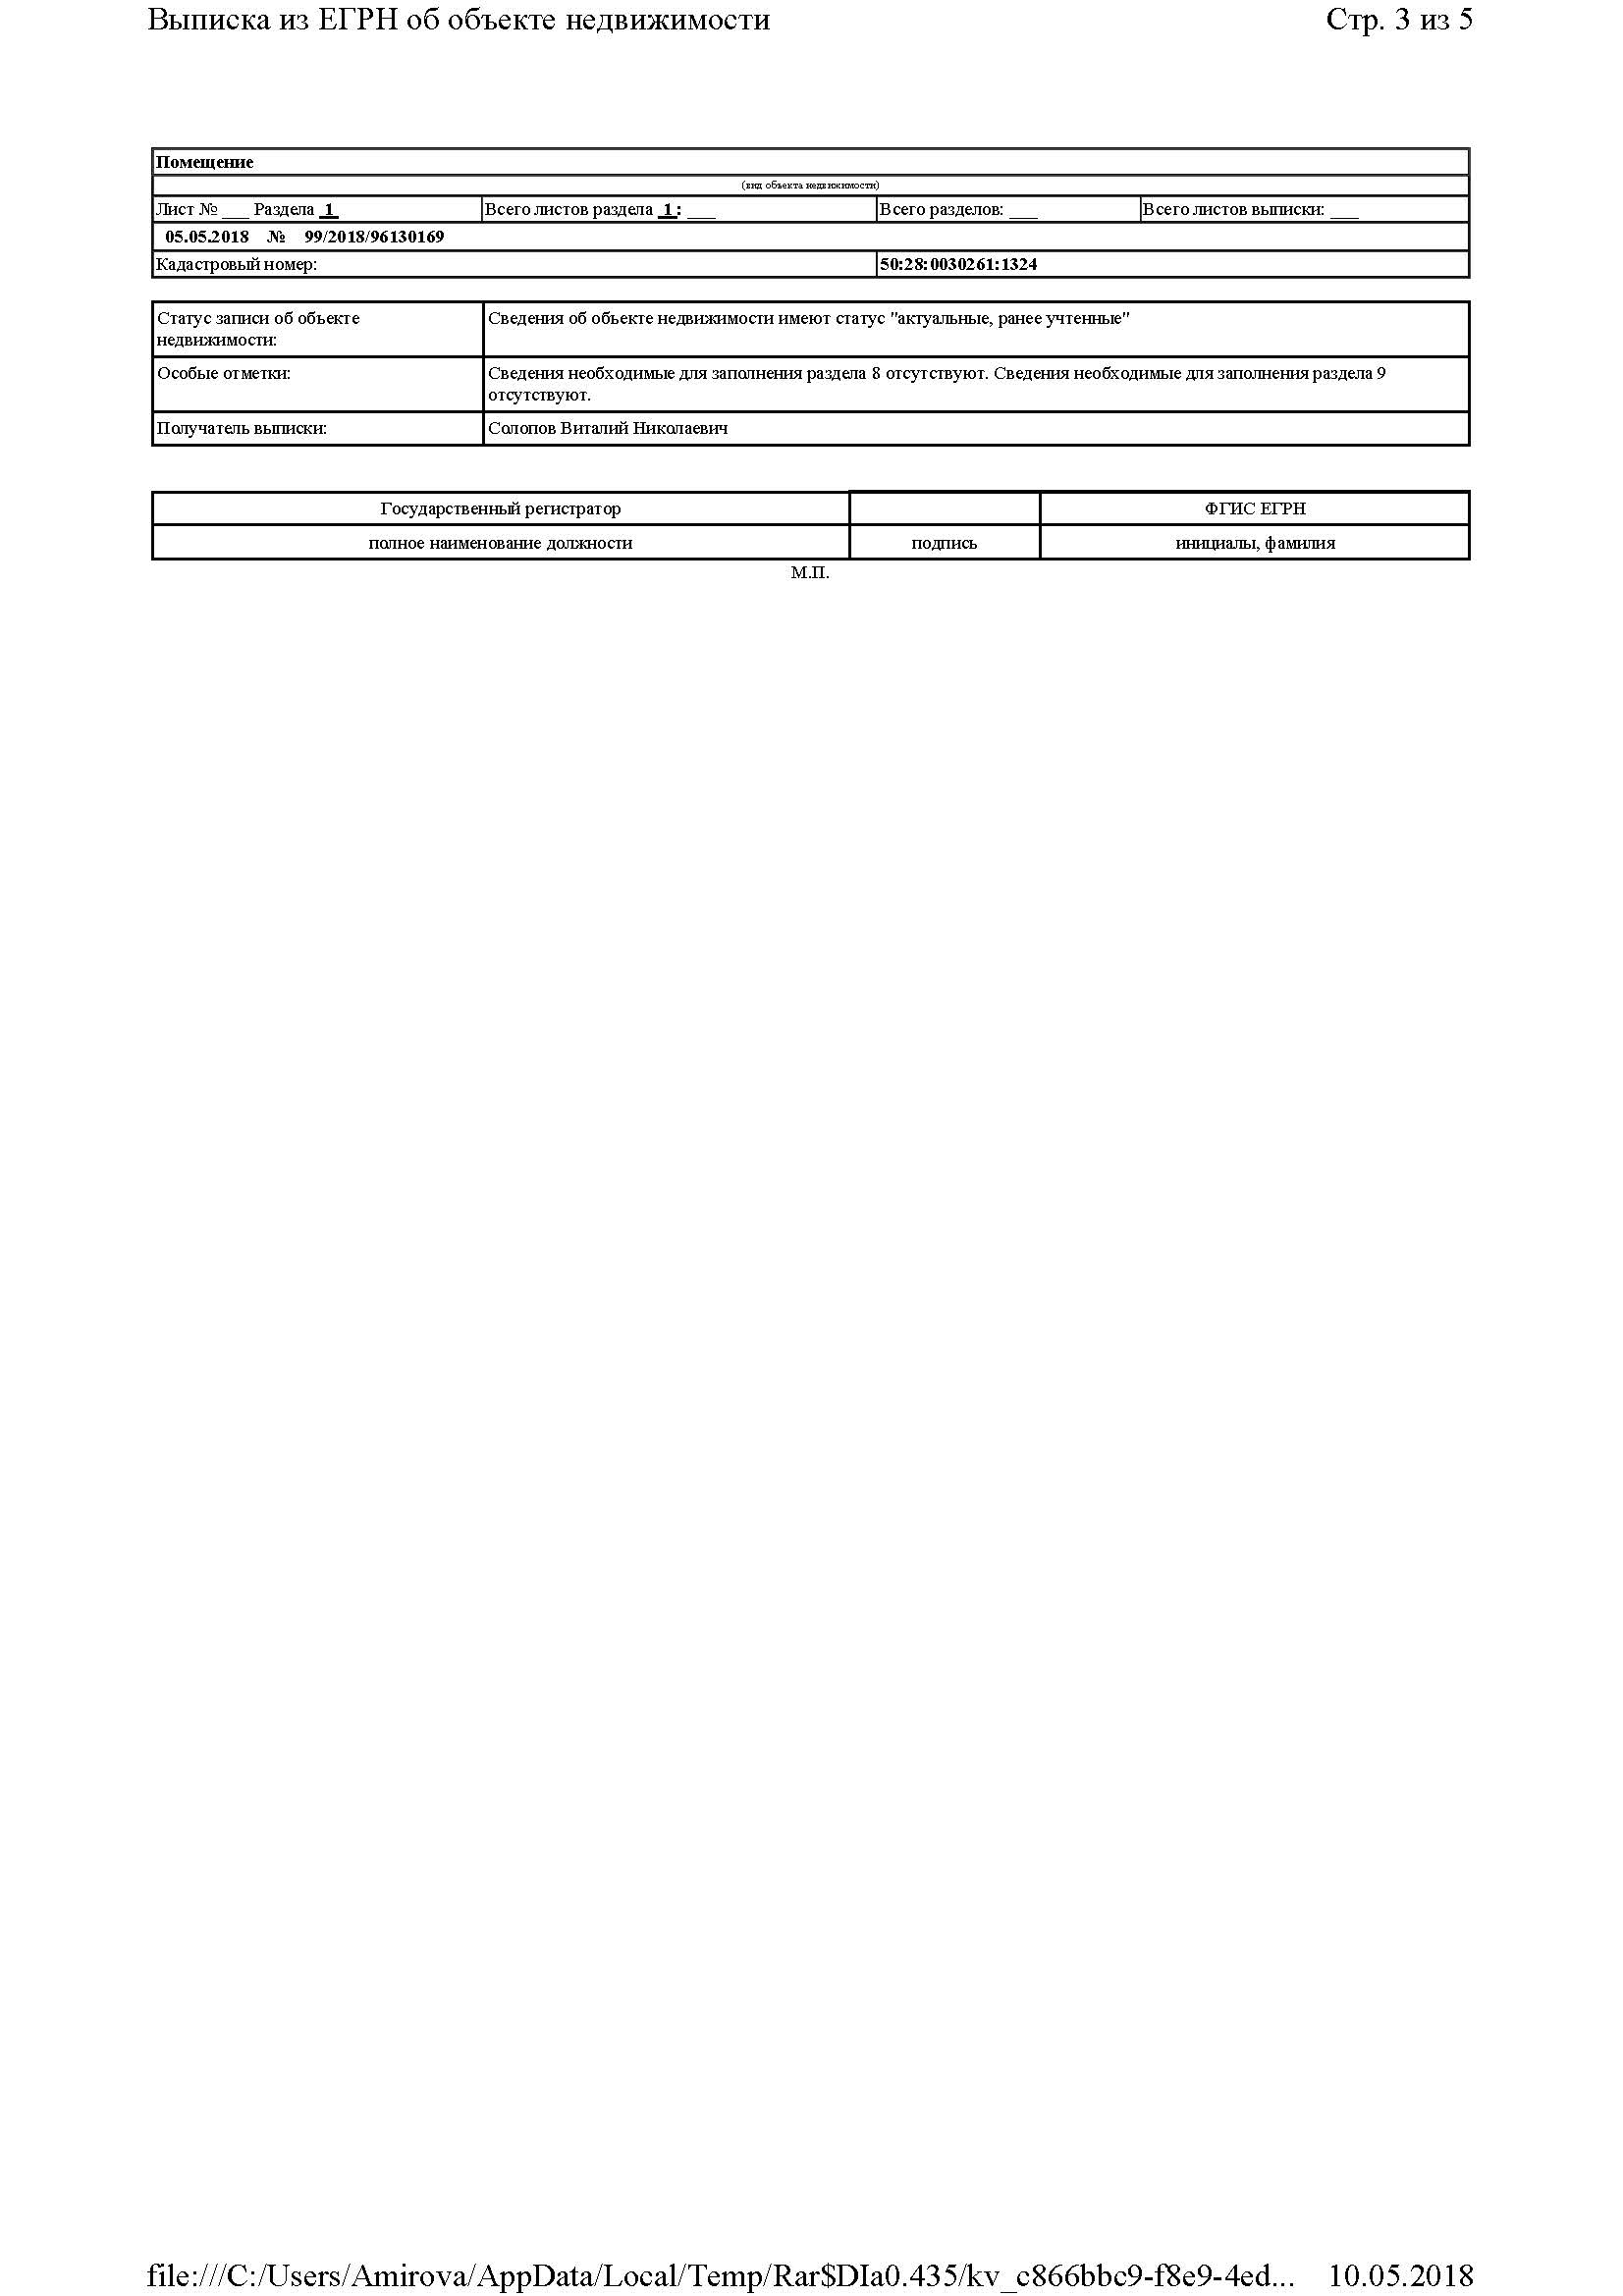 Выписка из ЕГРН об объекте недвижимости Стр. 3 из 5
Помещение
(вид объекта недвижимости)
Лист № ___ Раздела 1 Всего листов раздела 1 : ___ Всего разделов: ___ Всего листов выписки: ___
05.05.2018 № 99/2018/96130169
Кадастровый номер: 50:28:0030261:1324
Статус записи об объекте
недвижимости:
Сведения об объекте недвижимости имеют статус "актуальные, ранее учтенные"
Особые отметки:
Сведения необходимые для заполнения раздела 8 отсутствуют. Сведения необходимые для заполнения раздела 9
отсутствуют.
Получатель выписки: Солопов Виталий Николаевич
Государственный регистратор ФГИС ЕГРН
полное наименование должности подпись инициалы, фамилия
М.П.
file:///C:/Users/Amirova/AppData/Local/Temp/Rar$DIa0.435/kv_c866bbc9-f8e9-4ed... 10.05.2018